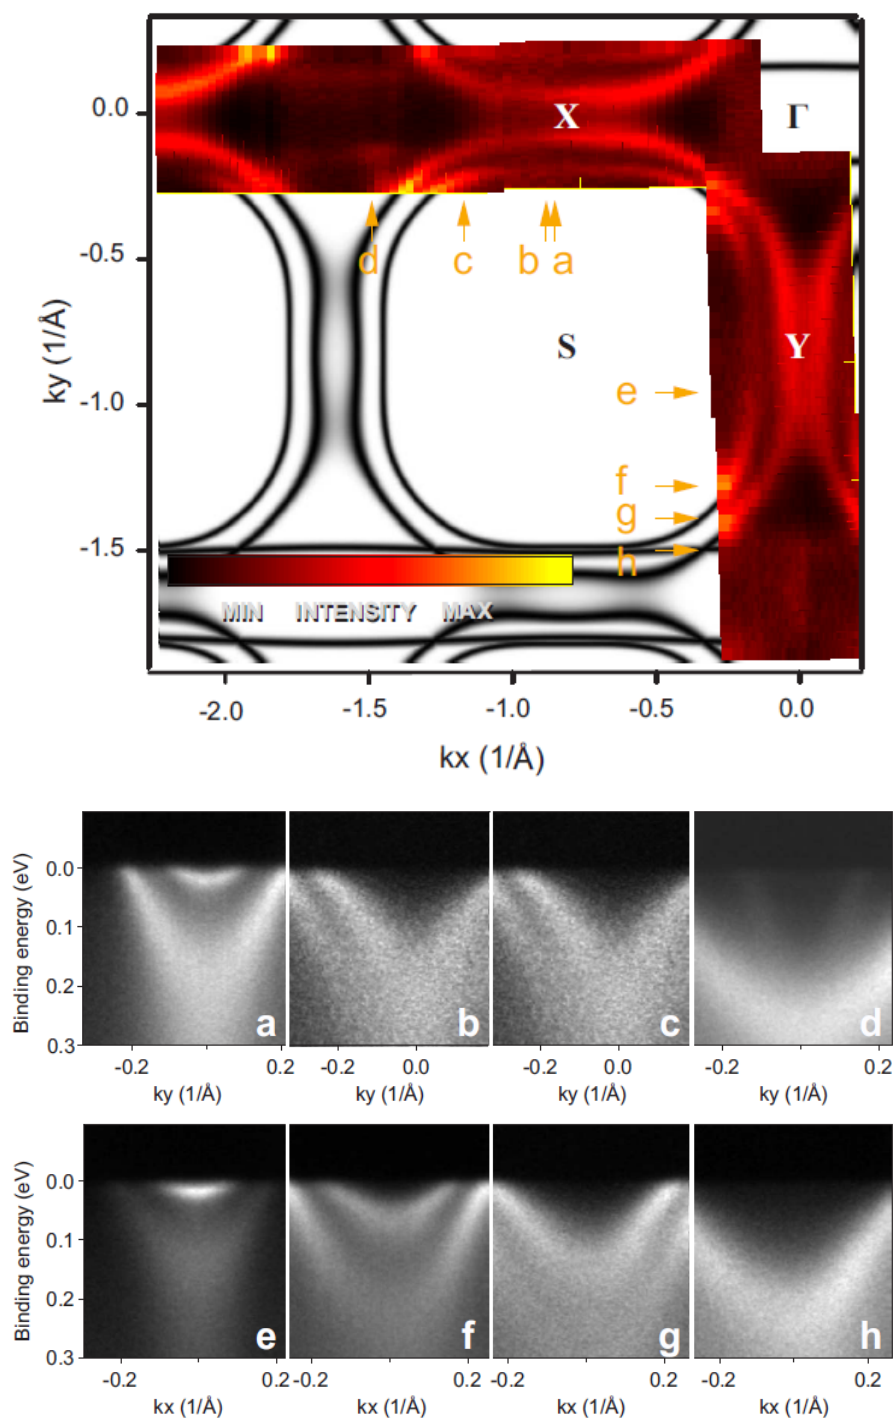 0.0
-0.5
-1.0
-1.5
ky (1/Å)
X
Γ
S
Y
d
c
b
a
e
f
g
h
MIN INTENSITY MAX
-2.0 -1.5 -1.0 -0.5 0.0
kx (1/Å)
Binding energy (eV)
0.0
0.1
0.2
0.3
a b c d
-0.2 0.2 -0.2 0.0 -0.2 0.0 -0.2 0.2
ky (1/Å) ky (1/Å) ky (1/Å) ky (1/Å)
Binding energy (eV)
0.0
0.1
0.2
0.3
e f g h
-0.2 0.2 -0.2 0.2 -0.2 0.2 -0.2 0.2
kx (1/Å) kx (1/Å) kx (1/Å) kx (1/Å)